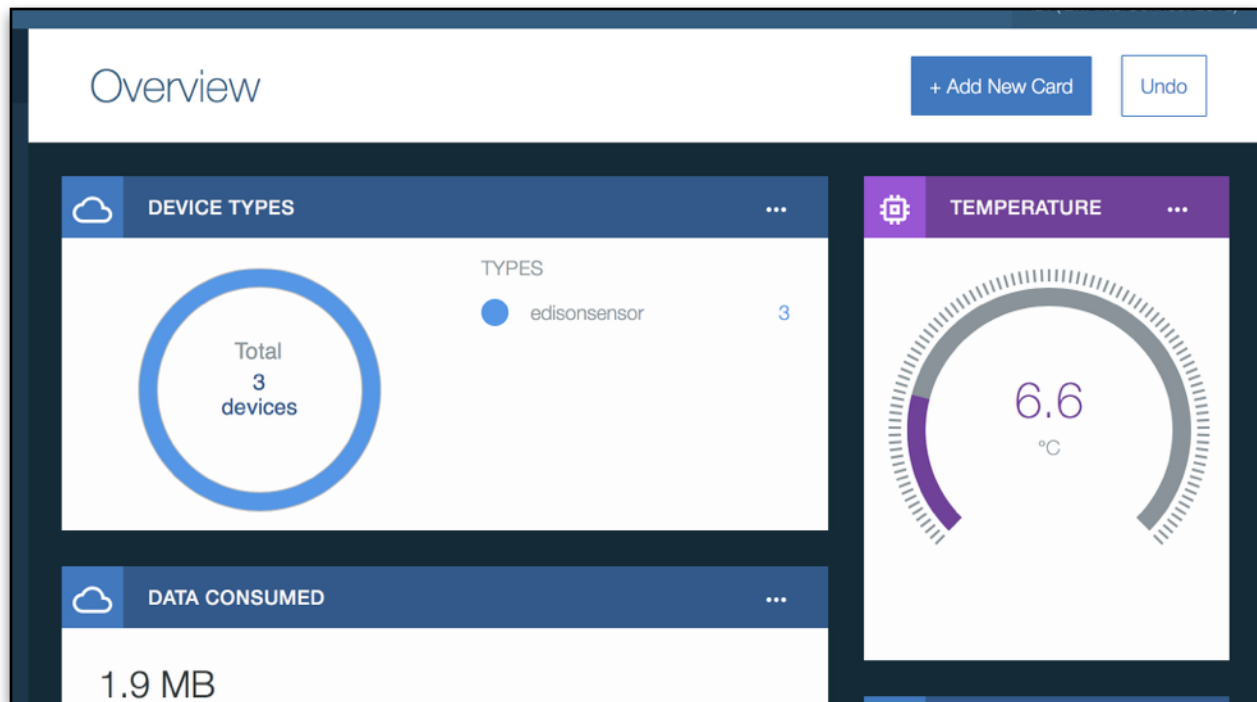 Overview
+ Add New Card
Undo
DEVICE TYPES
...
TEMPERATURE
...
TYPES
edisonsensor 3
Total
3
devices
6.6
°C
DATA CONSUMED
...
1.9 MB